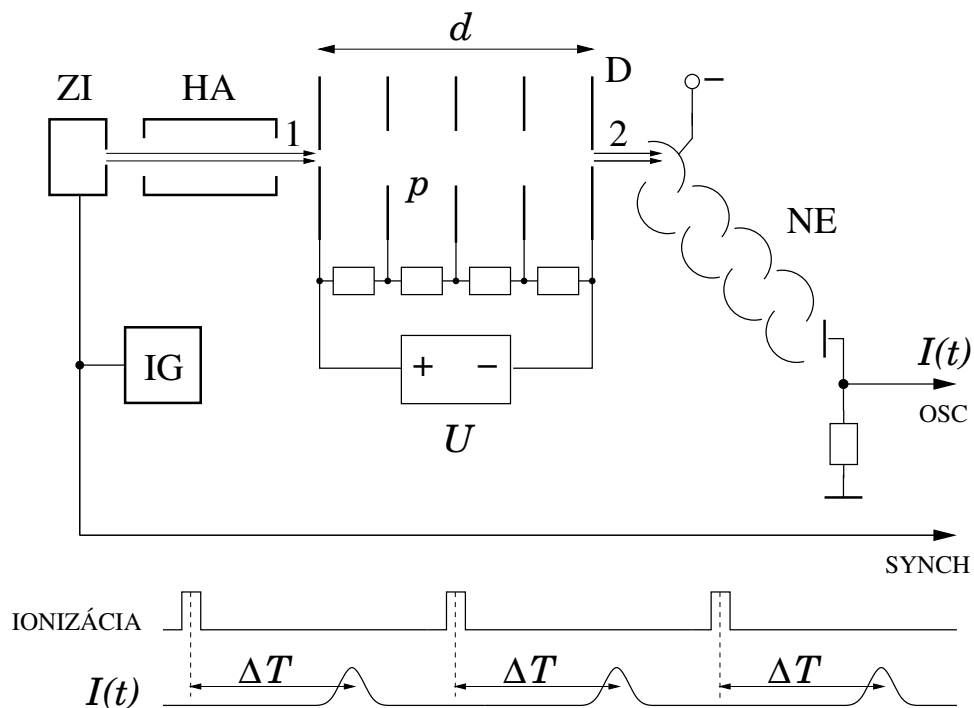 d
ZI
HA
D
1
2
p
NE
IG
+ −
U
I(t)
OSC
SYNCH
IONIZÁCIA
ΔT ΔT ΔT
I(t)